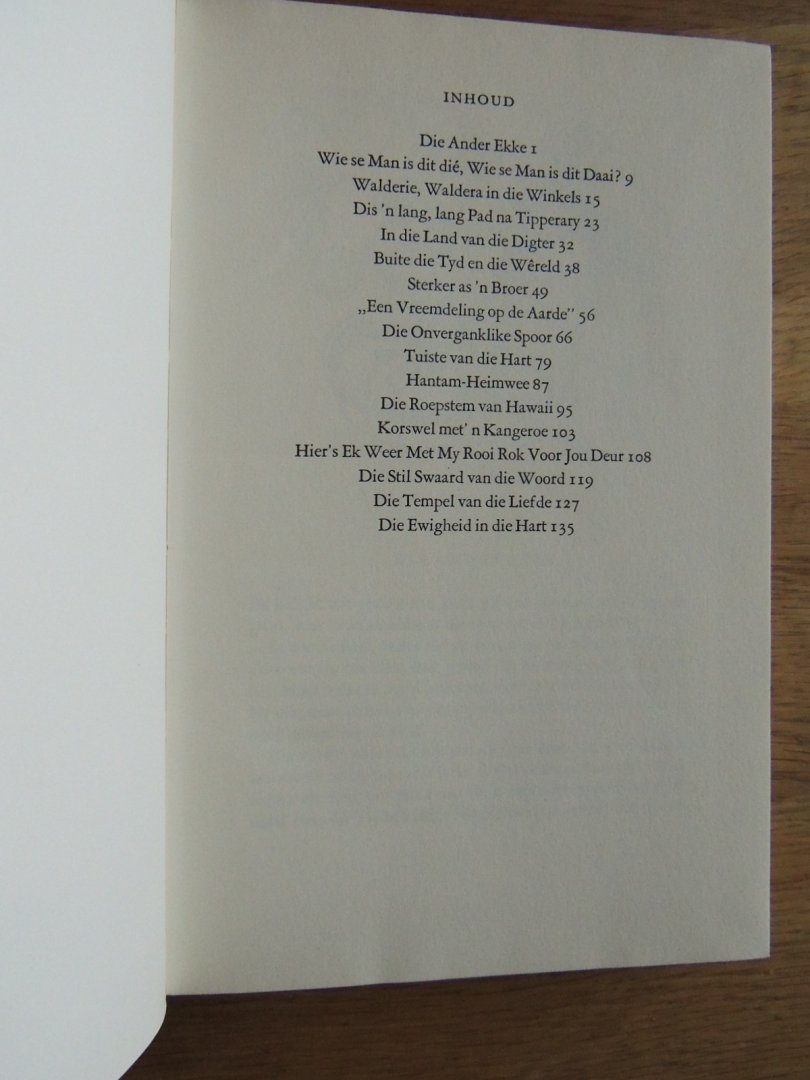 INHOUD
Die Ander Ekke 1
Wie se Man is dit dié, Wie se Man is dit Daai? 9
Walderie, Waldera in die Winkels 15
Dis 'n lang, lang Pad na Tipperary 23
In die Land van die Digter 32
Buite die Tyd en die Wêreld 38
Sterker as 'n Broer 49
„Een Vreemdeling op de Aarde” 56
Die Onverganklike Spoor 66
Tuiste van die Hart 79
Hantam-Heimwee 87
Die Roepstem van Hawaii 95
Korswel met' n Kangeroe 103
Hier's Ek Weer Met My Rooi Rok Voor Jou Deur 108
Die Stil Swaard van die Woord 119
Die Tempel van die Liefde 127
Die Ewigheid in die Hart 135